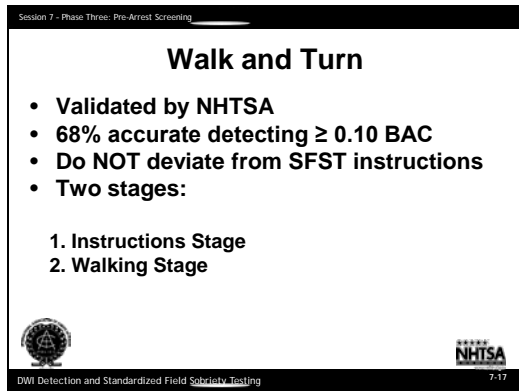 Session 7 - Phase Three: Pre-Arrest Screening
Walk and Turn
• Validated by NHTSA
• 68% accurate detecting ≥ 0.10 BAC
• Do NOT deviate from SFST instructions
• Two stages:
1. Instructions Stage
2. Walking Stage
NHTSA
DWI Detection and Standardized Field Sobriety Testing
7-17